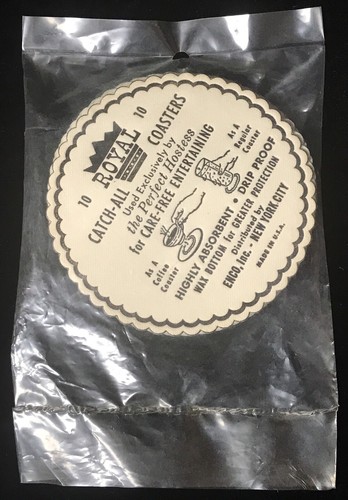 10 ROYAL 10
CATCH-ALL COASTERS
Used Exclusively by
the Perfect Hostess
for CARE-FREE ENTERTAINING
As A
Coffee
Coaster
As A
Regular
Coaster
HIGHLY ABSORBENT • DRIP PROOF
WAX BOTTOM for GREATER PROTECTION
Distributed by
ENCO, INC. NEW YORK CITY
MADE IN U.S.A.